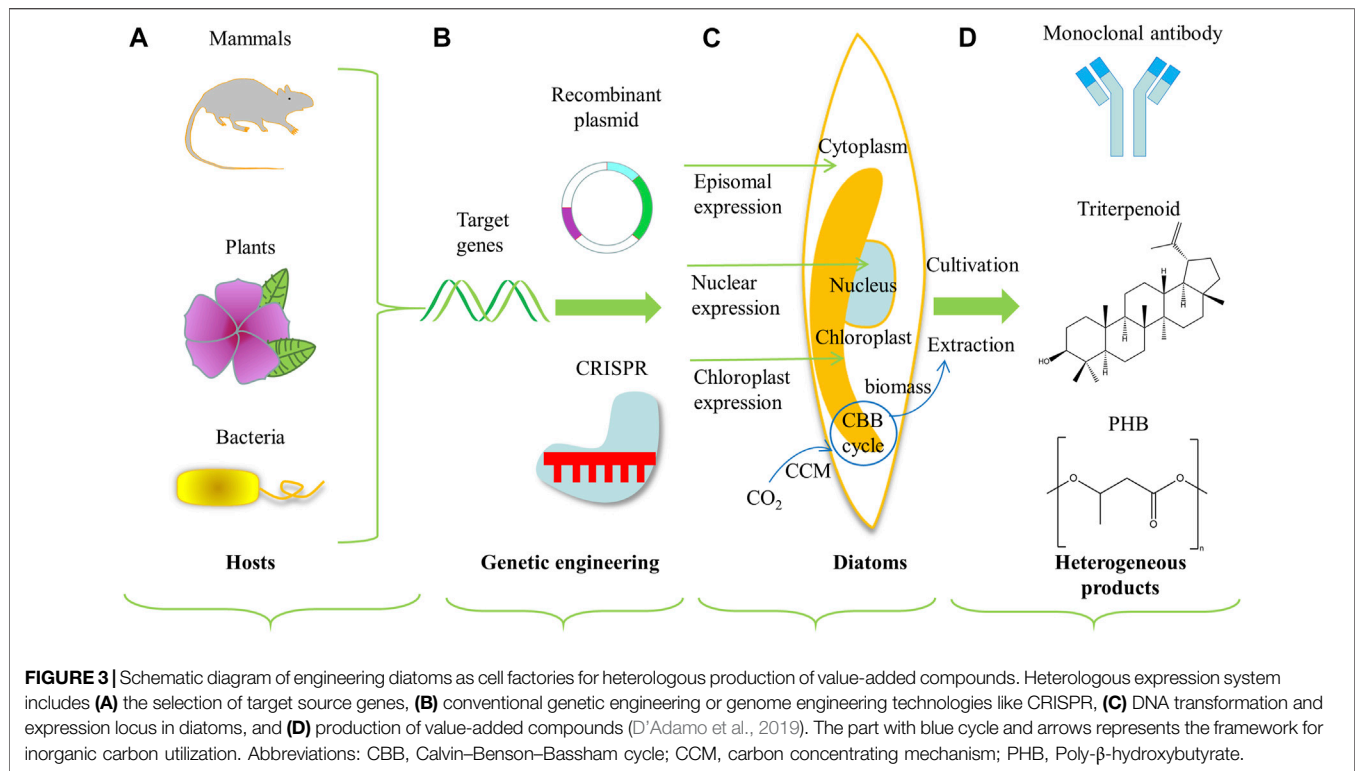 A
Mammals
Plants
Bacteria
Hosts
B
Recombinant
plasmid
Target
genes
CRISPR
Genetic engineering
C
Episomal
expression
Nuclear
expression
Chloroplast
expression
Cytoplasm
Nucleus
Chloroplast
CBB
cycle
biomass
CCM
CO2
Diatoms
Cultivation
Extraction
D
Monoclonal antibody
Triterpenoid
H
H
H
H
HO
PHB
O
O
O
n
Heterogeneous
products
FIGURE 3 | Schematic diagram of engineering diatoms as cell factories for heterologous production of value-added compounds. Heterologous expression system
includes (A) the selection of target source genes, (B) conventional genetic engineering or genome engineering technologies like CRISPR, (C) DNA transformation and
expression locus in diatoms, and (D) production of value-added compounds (D'Adamo et al., 2019). The part with blue cycle and arrows represents the framework for
inorganic carbon utilization. Abbreviations: CBB, Calvin–Benson–Bassham cycle; CCM, carbon concentrating mechanism; PHB, Poly-β-hydroxybutyrate.